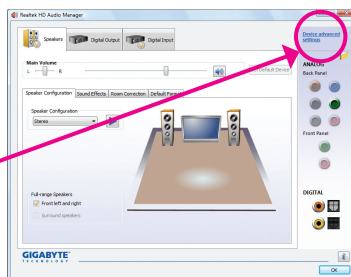 Realtek HD Audio Manager
Speakers
Digital Output
Digital Input
Device advanced
settings
Main Volume
L
R
Set Default Device
ANALOG
Back Panel
Speaker Configuration
Sound Effects
Room Correction
Default Format
Speaker Configuration
Stereo
Front Panel
Full-range Speakers
Front left and right
Surround speakers
DIGITAL
GIGABYTE
TECHNOLOGY
OK